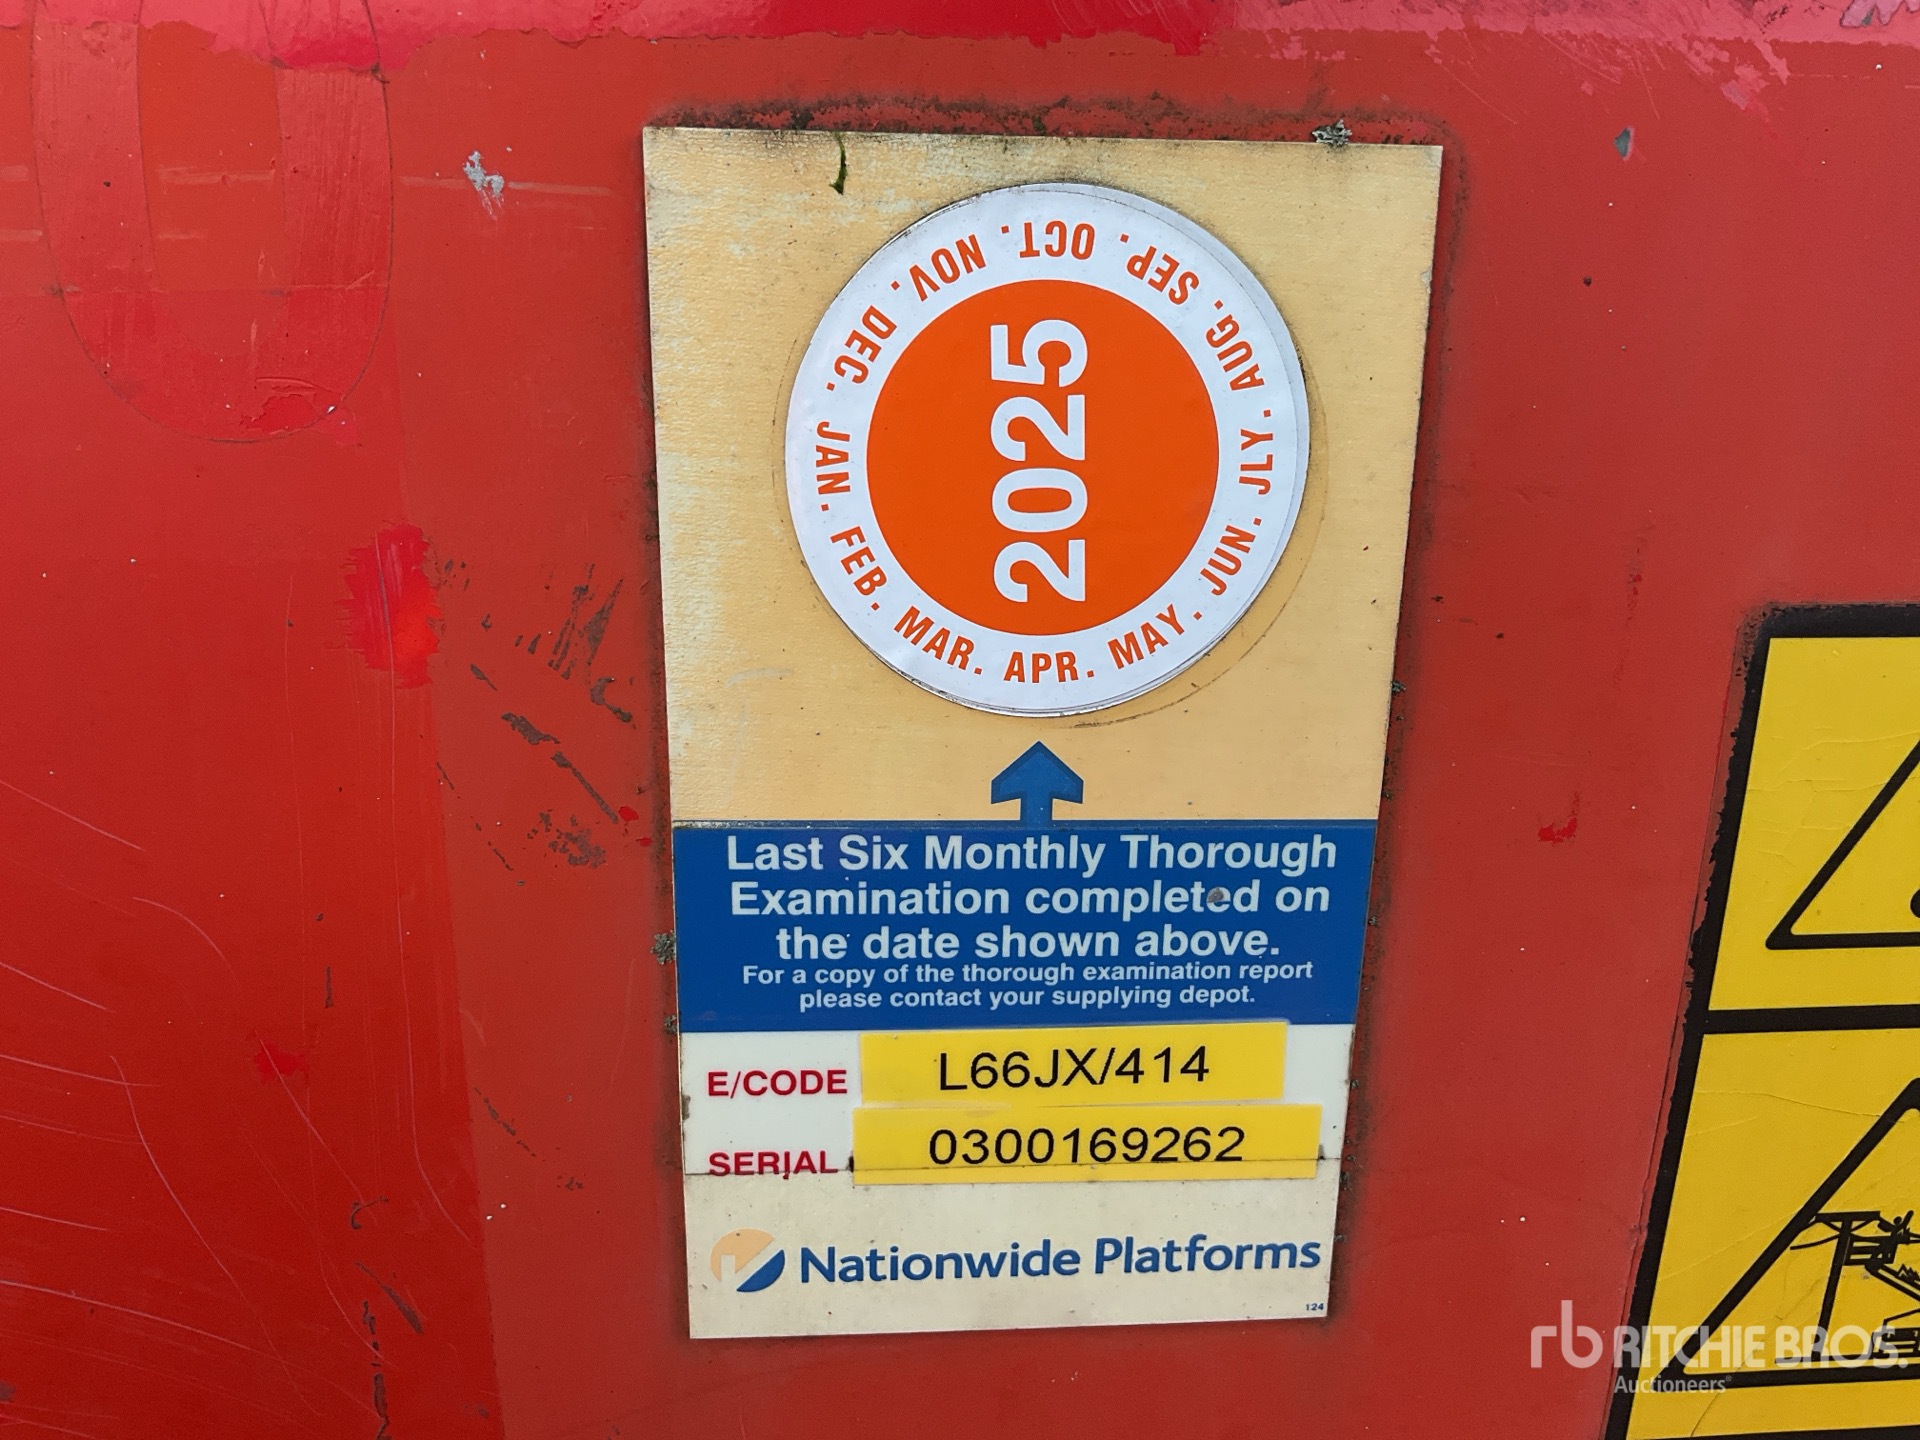 2025
JAN. FEB. MAR. APR. MAY. JUN. JLY. AUG. SEP. OCT. NOV. DEC.
Last Six Monthly Thorough
Examination completed on
the date shown above.
For a copy of the thorough examination report
please contact your supplying depot.
E/CODE L66JX/414
SERIAL 0300169262
Nationwide Platforms
124
rb RITCHIE BROS.
Auctioneers®